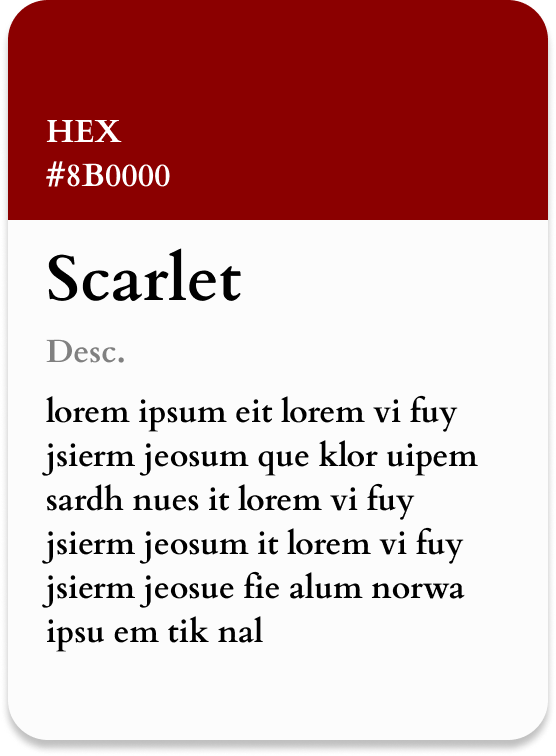 HEX
#8B0000
Scarlet
Desc.
lorem ipsum eit lorem vi fuy
jsierm jeosum que klor uipem
sardh nues it lorem vi fuy
jsierm jeosum it lorem vi fuy
jsierm jeosue fie alum norwa
ipsu em tik nal